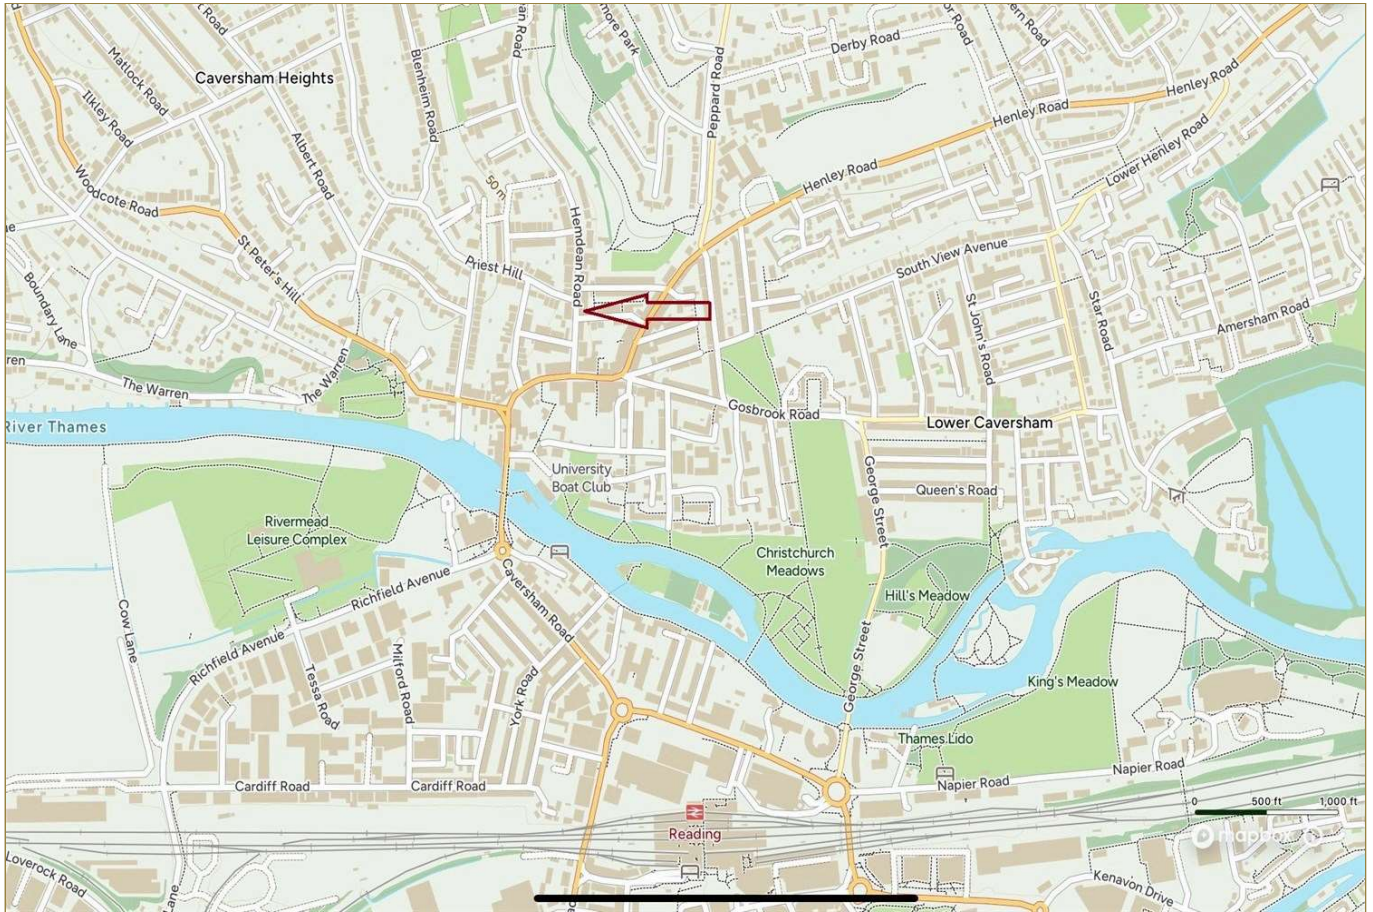 Road
Mattock Road
Caversham Heights
Ilkley Road
Blenheim Road
Albert Road
Woodcote Road
St Peter's Hill
50 m
Hemdean Road
Priest Hill
Peppard Road
Derby Road
Henley Road
Henley Road
Henley Road
Lower Henley Road
South View Avenue
St John's Road
Star Road
Amersham Road
Boundary Lane
The Warren
The Warren
River Thames
Gosbrook Road
Lower Caversham
University
Boat Club
George Street
Queen's Road
Rivermead
Leisure Complex
Christchurch
Meadows
Hill's Meadow
Richfield Avenue
Richfield Avenue
Caversham Road
Cow Lane
Tessa Road
Milford Road
York Road
George Street
King's Meadow
Thames Lido
Cardiff Road
Cardiff Road
Napier Road
Napier Road
0 500 ft 1,000 ft
mapbox
Reading
Loverock Road
Lane
Kenavon Drive